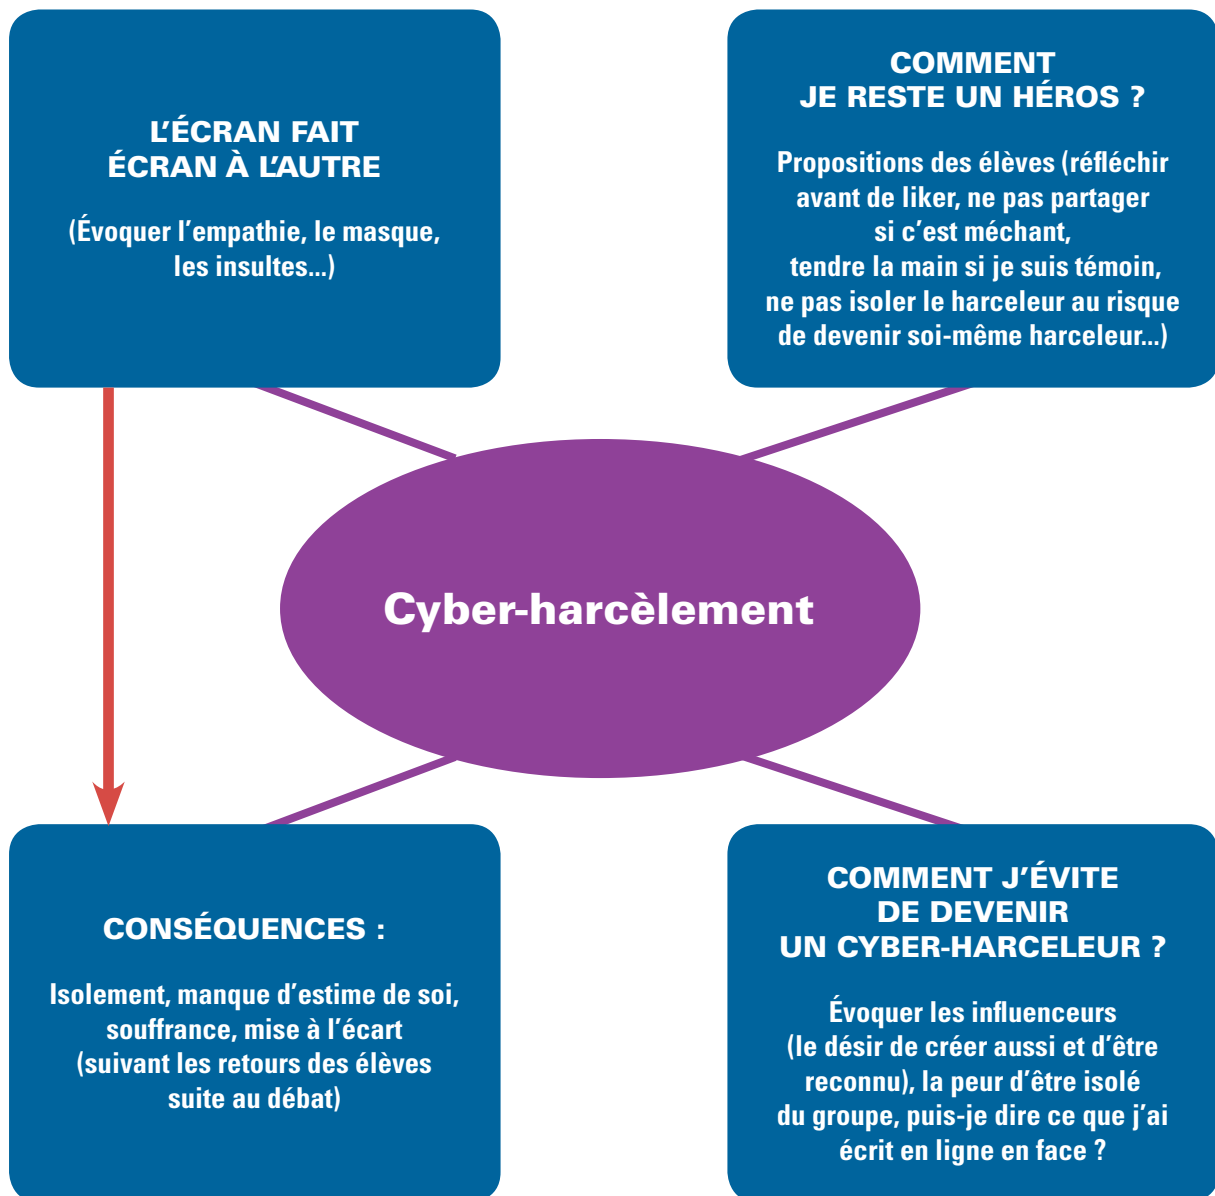 L'ÉCRAN FAIT
ÉCRAN À L'AUTRE
(Évoquer l'empathie, le masque,
les insultes...)
COMMENT
JE RESTE UN HÉROS ?
Propositions des élèves (réfléchir
avant de liker, ne pas partager
si c'est méchant,
tendre la main si je suis témoin,
ne pas isoler le harceleur au risque
de devenir soi-même harceleur...)
Cyber-harcèlement
CONSÉQUENCES :
Isolement, manque d'estime de soi,
souffrance, mise à l'écart
(suivant les retours des élèves
suite au débat)
COMMENT J'ÉVITE
DE DEVENIR
UN CYBER-HARCELEUR ?
Évoquer les influenceurs
(le désir de créer aussi et d'être
reconnu), la peur d'être isolé
du groupe, puis-je dire ce que j'ai
écrit en ligne en face ?